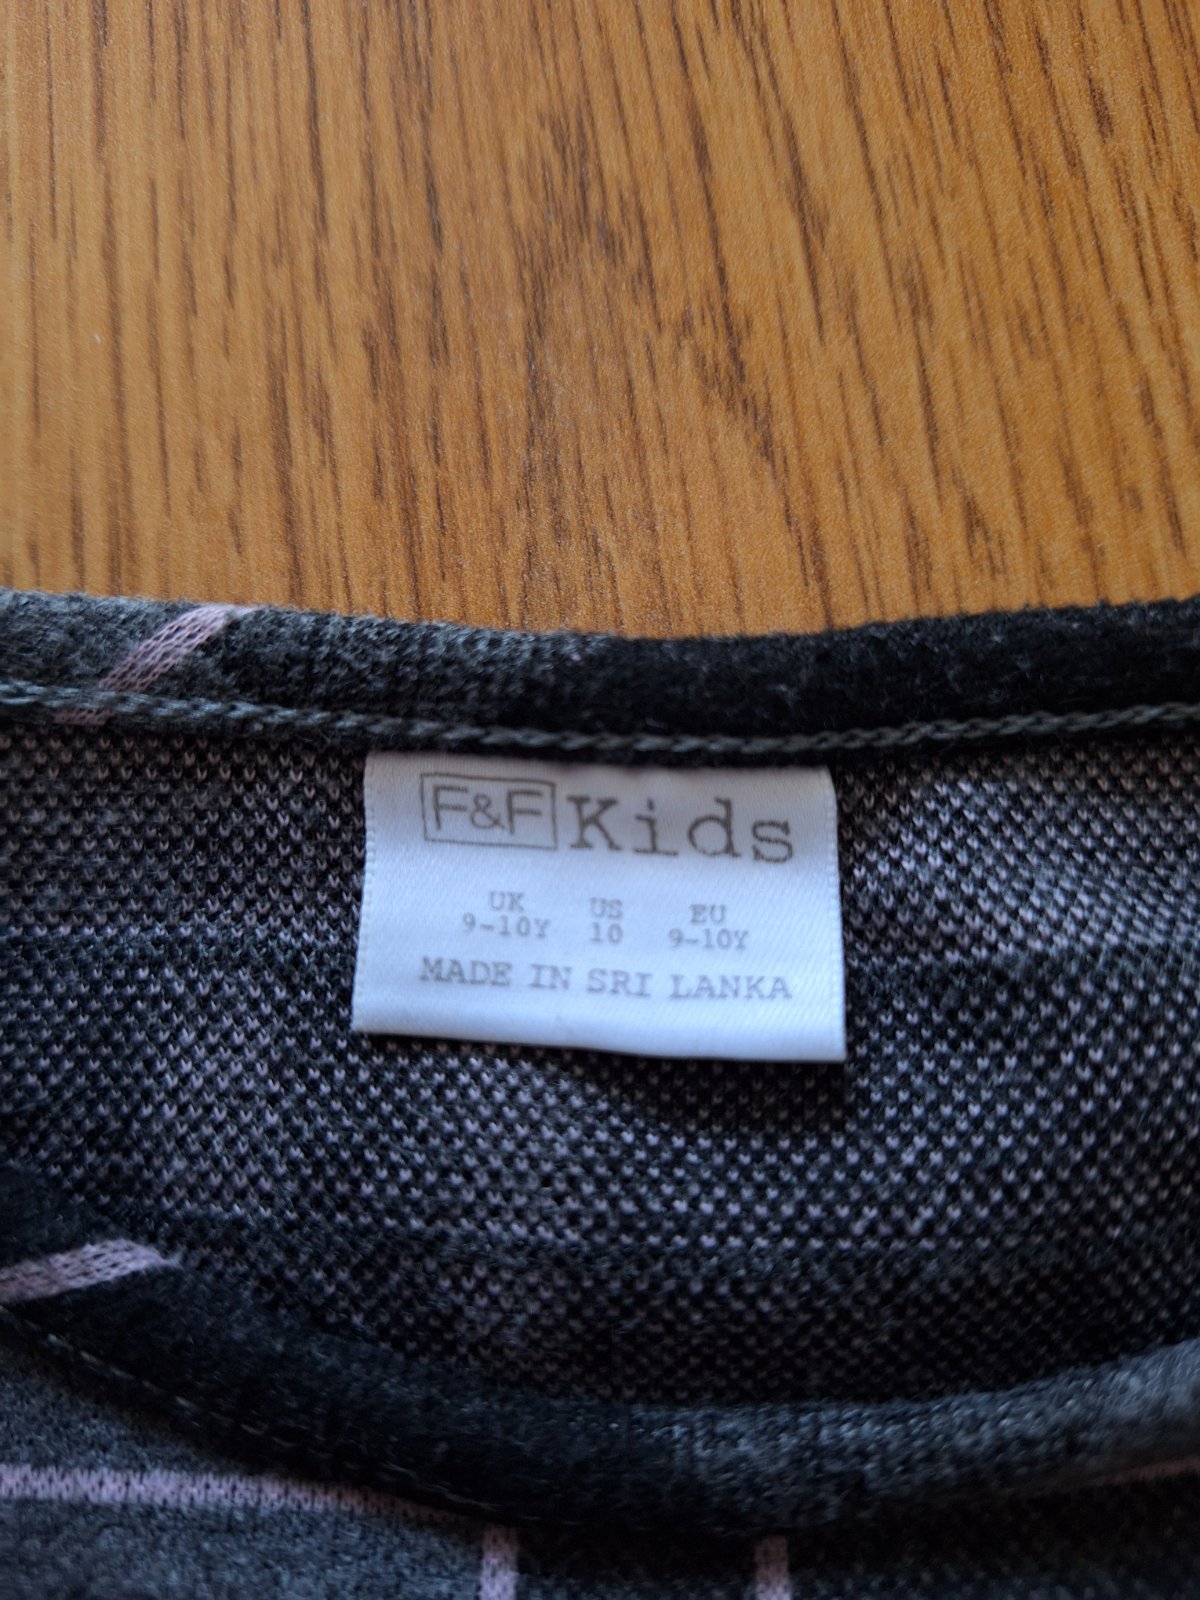 F&F Kids
UK US EU
9-10Y 10 9-10Y
MADE IN SRI LANKA